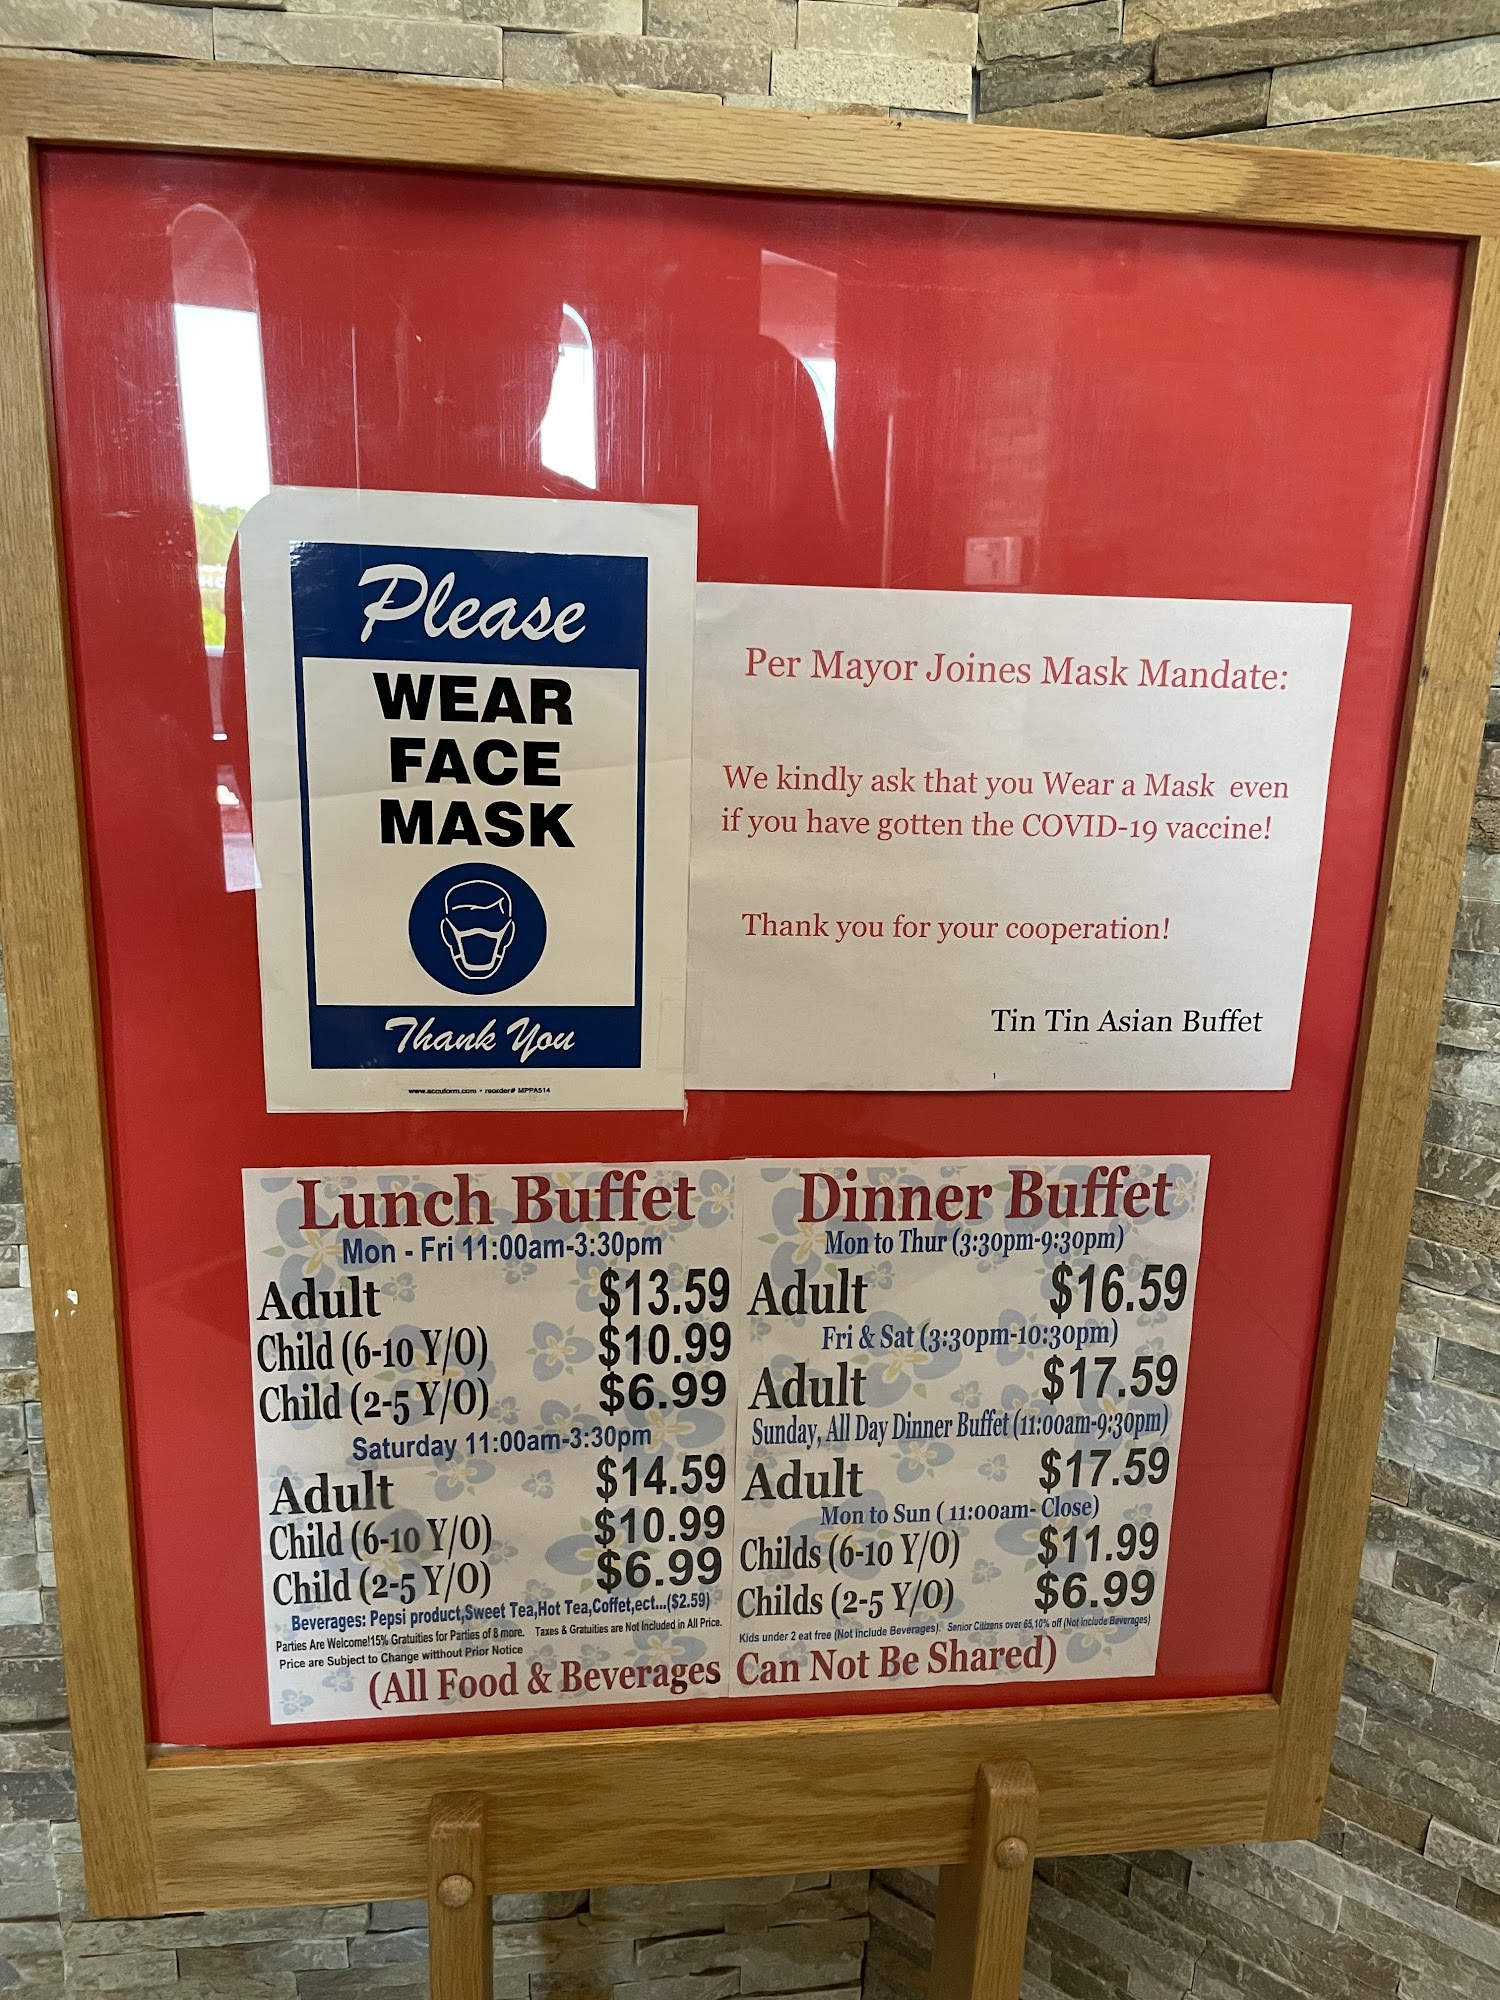 Please
WEAR
FACE
MASK
Thank You
www.accuform.com • reorder# MPPA514
Per Mayor Joines Mask Mandate:
We kindly ask that you Wear a Mask even
if you have gotten the COVID-19 vaccine!
Thank you for your cooperation!
Tin Tin Asian Buffet
1
Lunch Buffet
Mon - Fri 11:00am-3:30pm
Adult $13.59
Child (6-10 Y/O) $10.99
Child (2-5 Y/O) $6.99
Saturday 11:00am-3:30pm
Adult $14.59
Child (6-10 Y/O) $10.99
Child (2-5 Y/O) $6.99
Beverages: Pepsi product,Sweet Tea,Hot Tea,Coffet,ect...($2.59)
Parties Are Welcome!15% Gratuities for Parties of 8 more. Taxes & Gratuities are Not Included in All Price.
Price are Subject to Change witthout Prior Notice
Dinner Buffet
Mon to Thur (3:30pm-9:30pm)
Adult $16.59
Fri & Sat (3:30pm-10:30pm)
Adult $17.59
Sunday, All Day Dinner Buffet (11:00am-9:30pm)
Adult $17.59
Mon to Sun ( 11:00am- Close)
Childs (6-10 Y/O) $11.99
Childs (2-5 Y/O) $6.99
Kids under 2 eat free (Not include Beverages). Senior Citizens over 65,10% off (Not include Beverages)
(All Food & Beverages Can Not Be Shared)